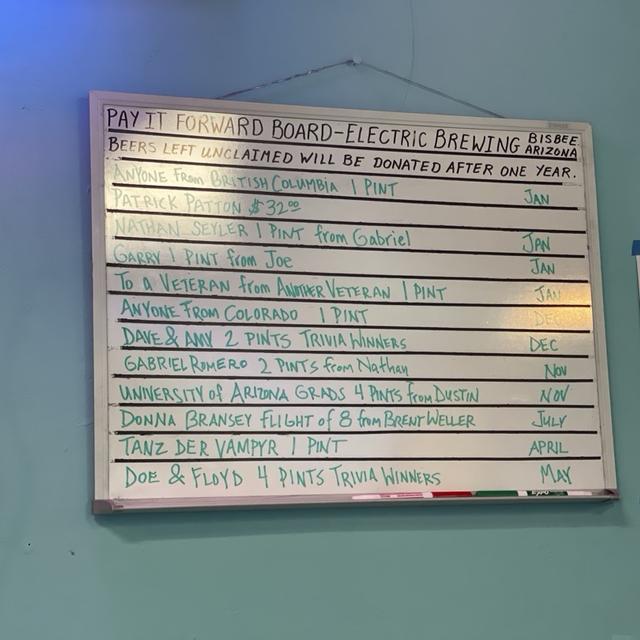 PAY IT FORWARD BOARD-ELECTRIC BREWING BISBEE ARIZONA
BEERS LEFT UNCLAIMED WILL BE DONATED AFTER ONE YEAR.
ANYONE FROM BRITISH COLUMBIA 1 PINT JAN
PATRICK PATTON $32.00
NATHAN SEYLER 1 PINT from Gabriel JAN
GARRY 1 PINT from Joe JAN
To A VETERAN from ANOTHER VETERAN 1 PINT JAN
ANYONE FROM COLORADO 1 PINT DEC
DAVE & AMY 2 PINTS TRIVIA WINNERS DEC
GABRIEL ROMERO 2 PINTS from Nathan Nov
UNIVERSITY of ARIZONA GRADS 4 PINTS from DUSTIN NOV
DONNA BRANSEY FLIGHT of 8 from BRENT WELLER JULY
TANZ DER VAMPYR 1 PINT APRIL
DOE & FLOYD 4 PINTS TRIVIA WINNERS MAY
EXPO